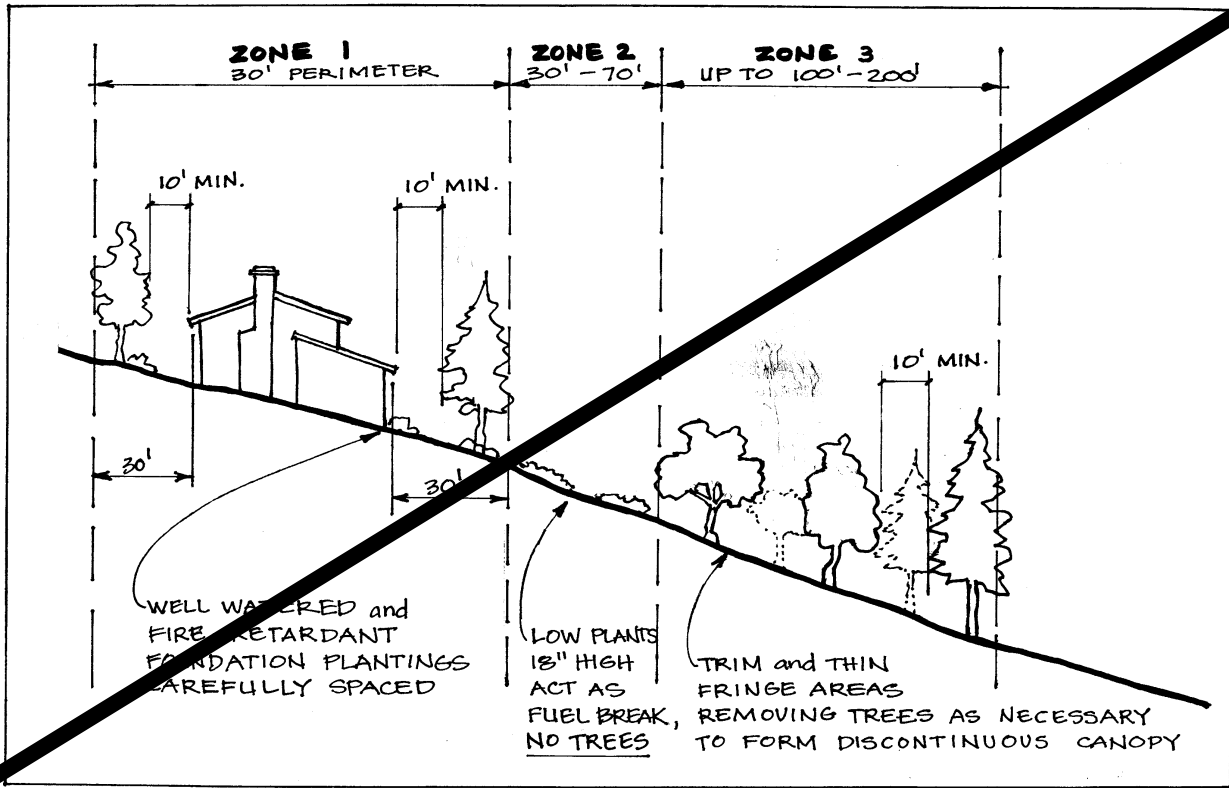 ZONE 1
30' PERIMETER
ZONE 2
30' - 70'
ZONE 3
UP TO 100' - 200'
10' MIN.
10' MIN.
10' MIN.
30'
30'
WELL WATERED and
FIRE RETARDANT
FOUNDATION PLANTINGS
CAREFULLY SPACED
LOW PLANTS
18" HIGH
ACT AS
FUEL BREAK,
NO TREES
TRIM and THIN
FRINGE AREAS
REMOVING TREES AS NECESSARY
TO FORM DISCONTINUOUS CANOPY